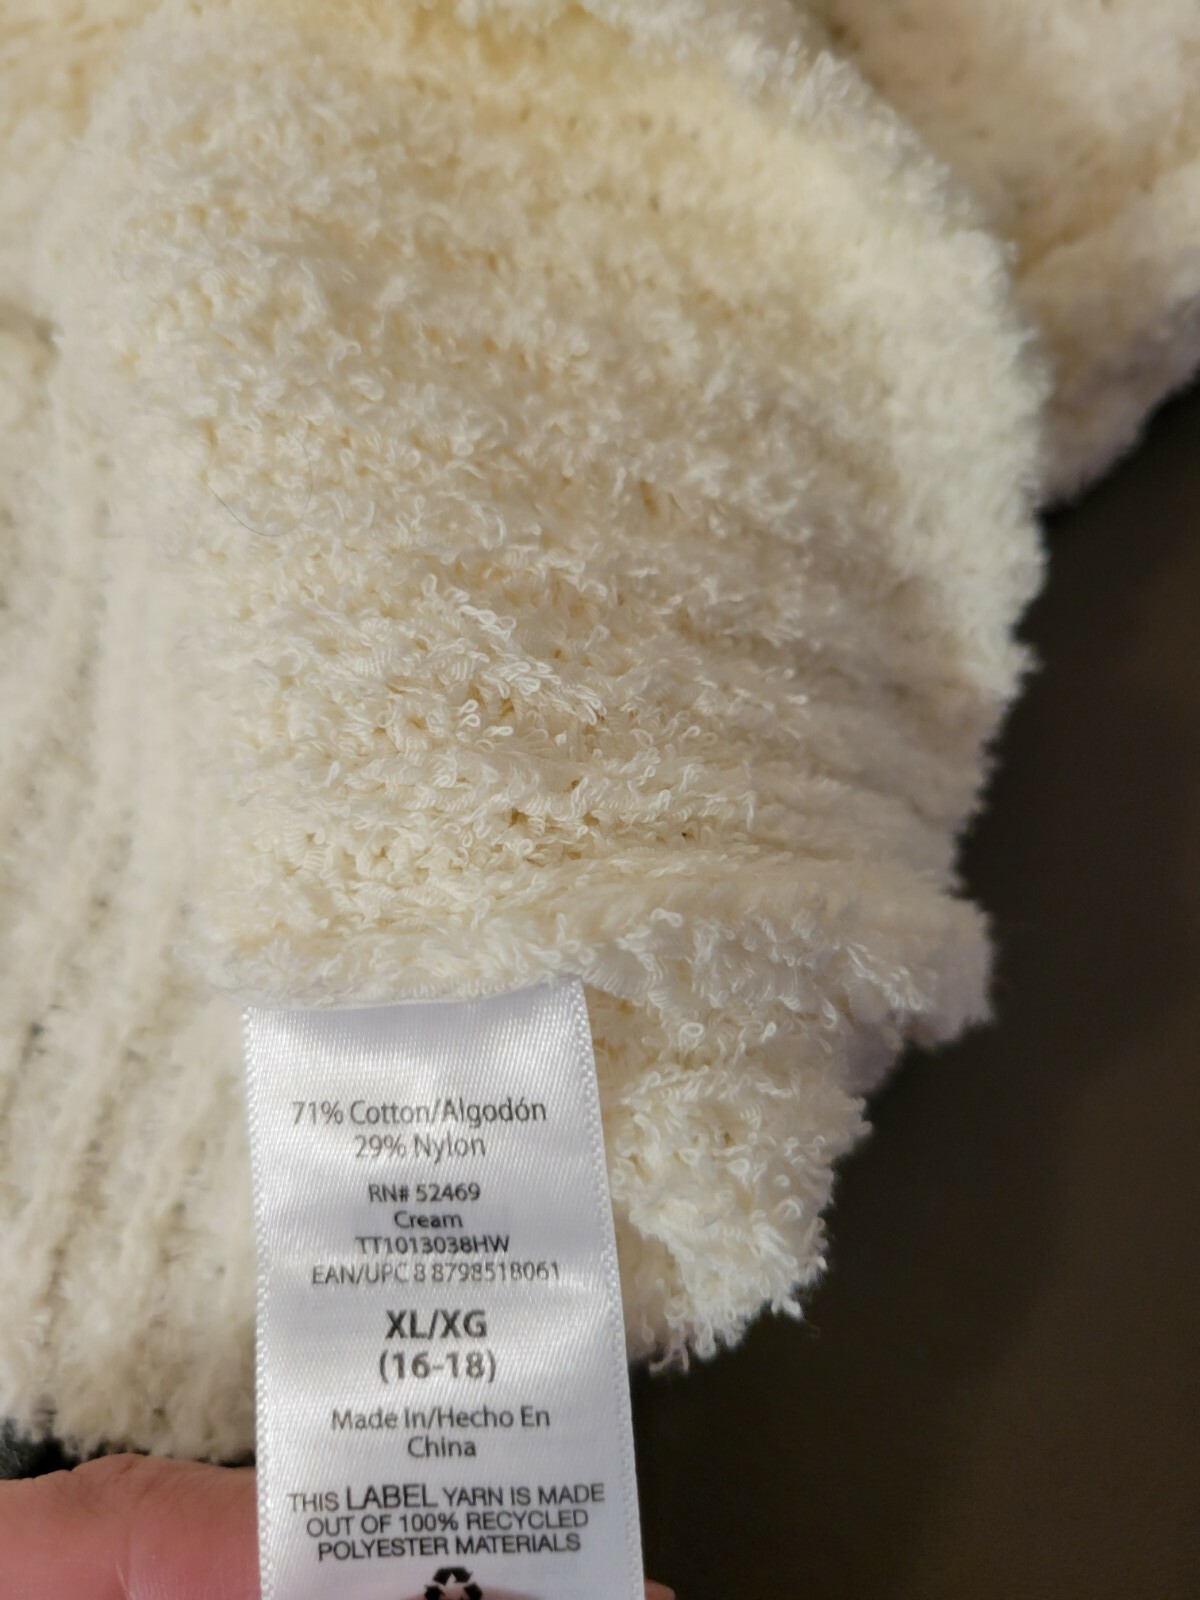 71% Cotton/Algodón
29% Nylon
RN# 52469
Cream
TT1013038HW
EAN/UPC 8 8798518061
XL/XG
(16-18)
Made In/Hecho En
China
THIS LABEL YARN IS MADE
OUT OF 100% RECYCLED
POLYESTER MATERIALS